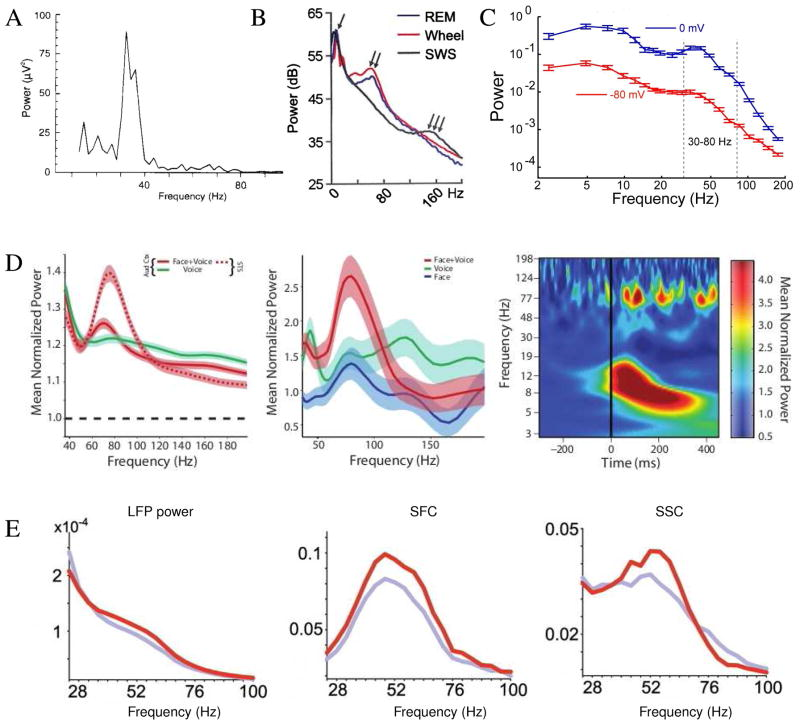 A
Power (μV²)
100
75
50
25
0
0
40
80
Frequency (Hz)
B
Power (dB)
65
55
45
35
25
REM
Wheel
SWS
0
80
160 Hz
C
Power
10⁰
10⁻¹
10⁻²
10⁻³
10⁻⁴
0 mV
-80 mV
30-80 Hz
2
5
10
20
50
100
200
Frequency (Hz)
D
Mean Normalized Power
1.4
1.3
1.2
1.1
1.0
Aud Cx
Face+Voice
Voice
STS
40 60 80 100 120 140 160 180
Frequency (Hz)
Mean Normalized Power
2.5
2.0
1.5
1.0
0.5
Face+Voice
Voice
Face
50
100
150
Frequency (Hz)
Frequency (Hz)
198
124
77
48
30
19
12
8
5
3
-200
0
200
400
Time (ms)
4.5
4.0
3.5
3.0
2.5
2.0
1.5
1.0
0.5
Mean Normalized Power
E
LFP power
x10⁻⁴
2
1
28
52
76
100
Frequency (Hz)
SFC
0.1
0.05
28
52
76
100
Frequency (Hz)
SSC
0.05
0.02
28
52
76
100
Frequency (Hz)